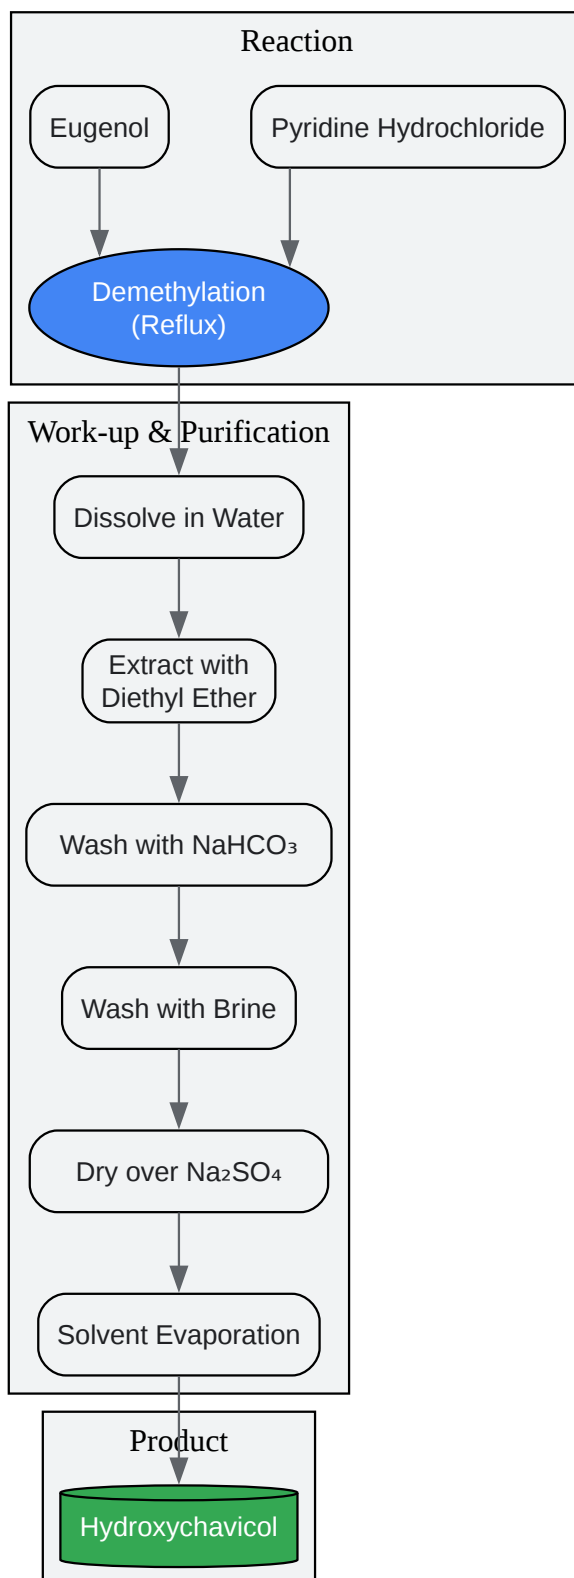 Reaction
Eugenol
Pyridine Hydrochloride
Demethylation
(Reflux)
Work-up & Purification
Dissolve in Water
Extract with
Diethyl Ether
Wash with NaHCO₃
Wash with Brine
Dry over Na₂SO₄
Solvent Evaporation
Product
Hydroxychavicol